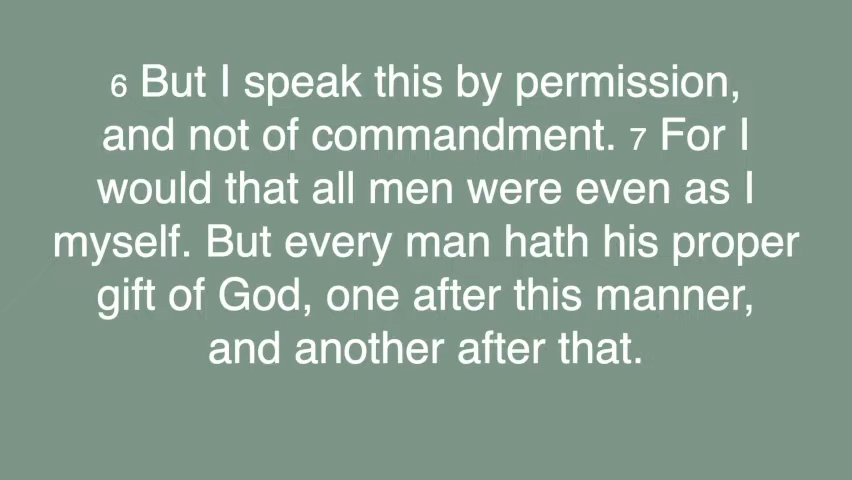 6 But I speak this by permission,
and not of commandment. 7 For I
would that all men were even as I
myself. But every man hath his proper
gift of God, one after this manner,
and another after that.